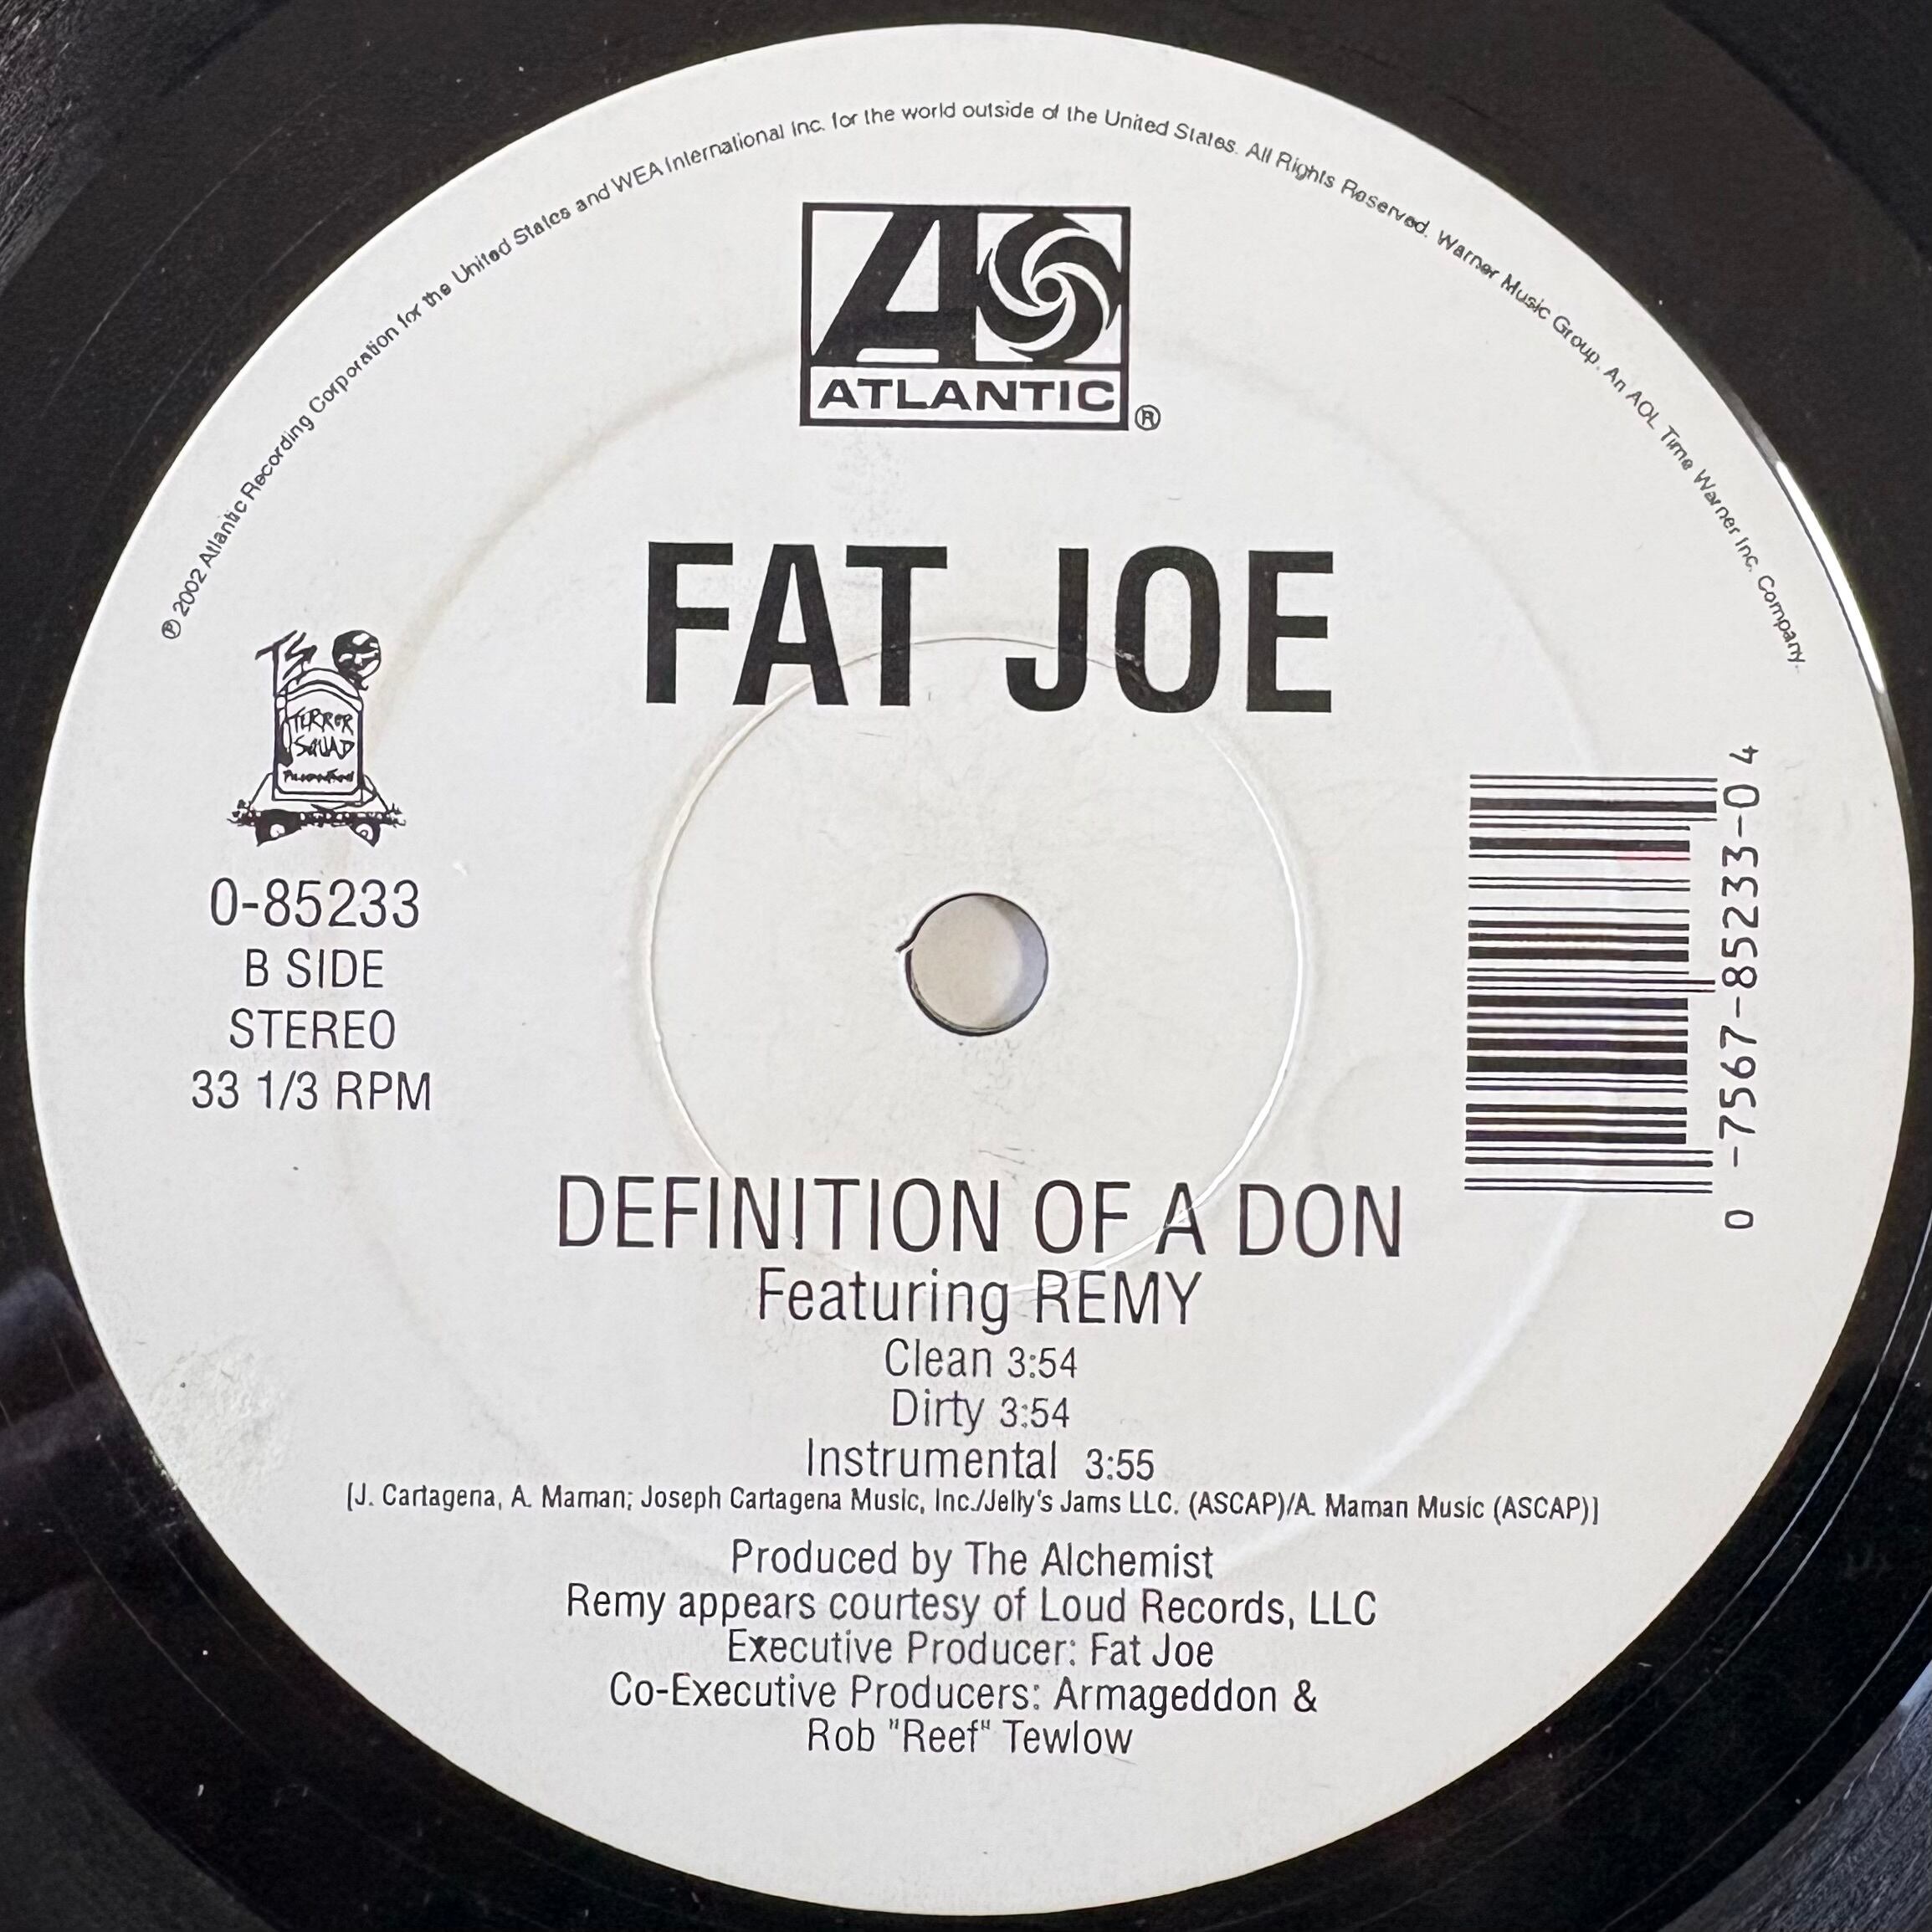 ℗ 2002 Atlantic Recording Corporation for the United States and WEA International Inc. for the world outside of the United States. All Rights Reserved. Warner Music Group. An AOL Time Warner Inc. Company.
ATLANTIC®
FAT JOE
TS
TERROR
SQUAD
0-85233
B SIDE
STEREO
33 1/3 RPM
0-7567-85233-0 4
DEFINITION OF A DON
Featuring REMY
Clean 3:54
Dirty 3:54
Instrumental 3:55
[J. Cartagena, A. Maman; Joseph Cartagena Music, Inc./Jelly's Jams LLC. (ASCAP)/A. Maman Music (ASCAP)]
Produced by The Alchemist
Remy appears courtesy of Loud Records, LLC
Executive Producer: Fat Joe
Co-Executive Producers: Armageddon &
Rob "Reef" Tewlow